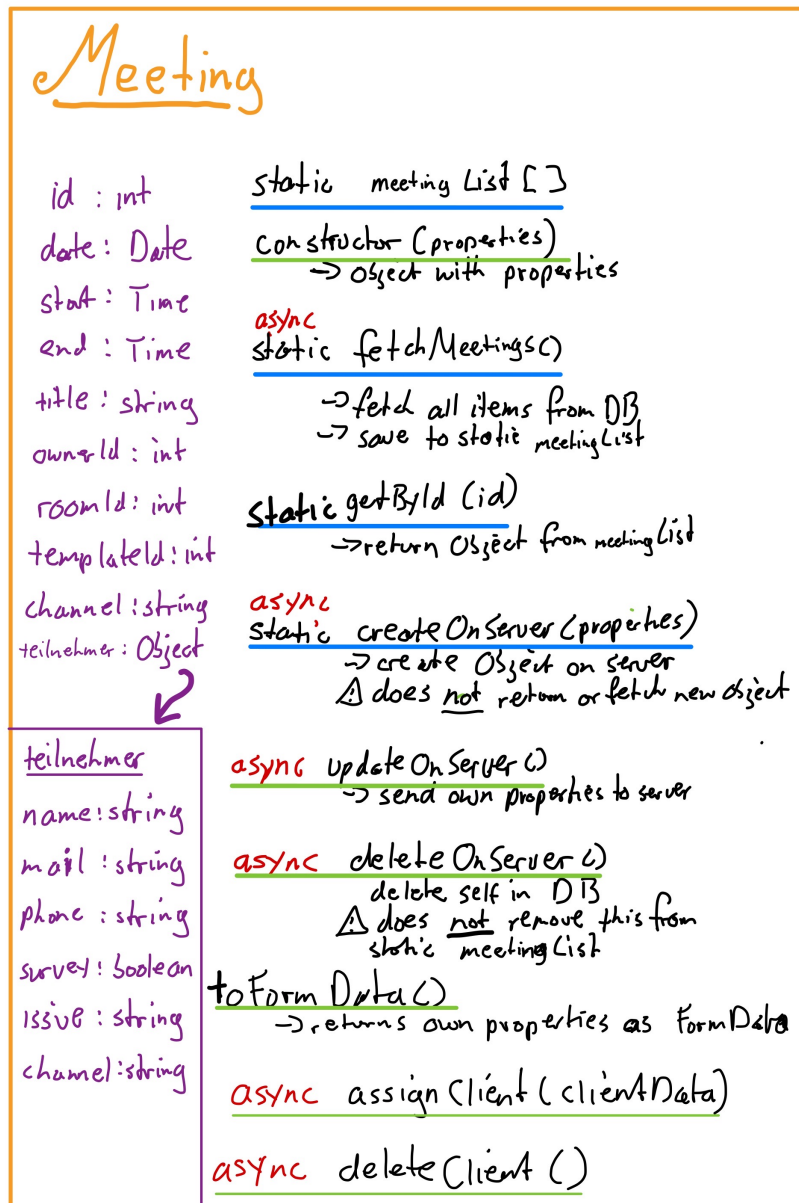 Meeting
id : int
date : Date
start : Time
end : Time
title : string
ownerId : int
roomId : int
templateId : int
channel : string
teilnehmer : Object
teilnehmer
name : string
mail : string
phone : string
survey : boolean
issue : string
channel : string
static meetingList []
constructor (properties)
-> Object with properties
async
static fetchMeetings()
-> fetch all items from DB
-> save to static meetingList
static getById (id)
-> return Object from meetingList
async
static createOnServer (properties)
-> create Object on server
⚠ does not return or fetch new object
async updateOnServer ()
-> send own properties to server
async deleteOnServer ()
delete self in DB
⚠ does not remove this from
static meetingList
toFormData ()
-> returns own properties as FormData
async assignClient (clientData)
async deleteClient ()